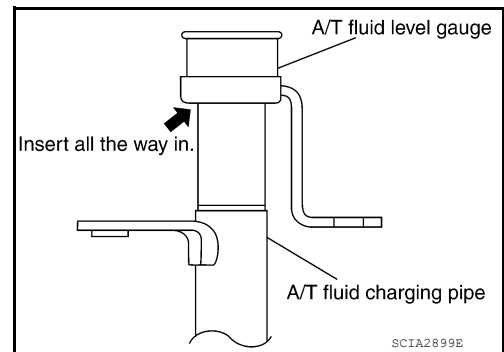 A/T fluid level gauge
Insert all the way in.
A/T fluid charging pipe
SCIA2899E